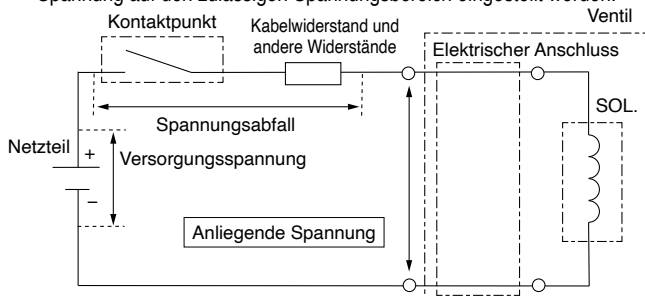 Spannung auf den zulässigen Spannungsbereich eingestellt werden.
Ventil
Kontaktpunkt
Kabelwiderstand und
andere Widerstände
Elektrischer Anschluss
SOL.
Spannungsabfall
Netzteil
+
Versorgungsspannung
−
Anliegende Spannung